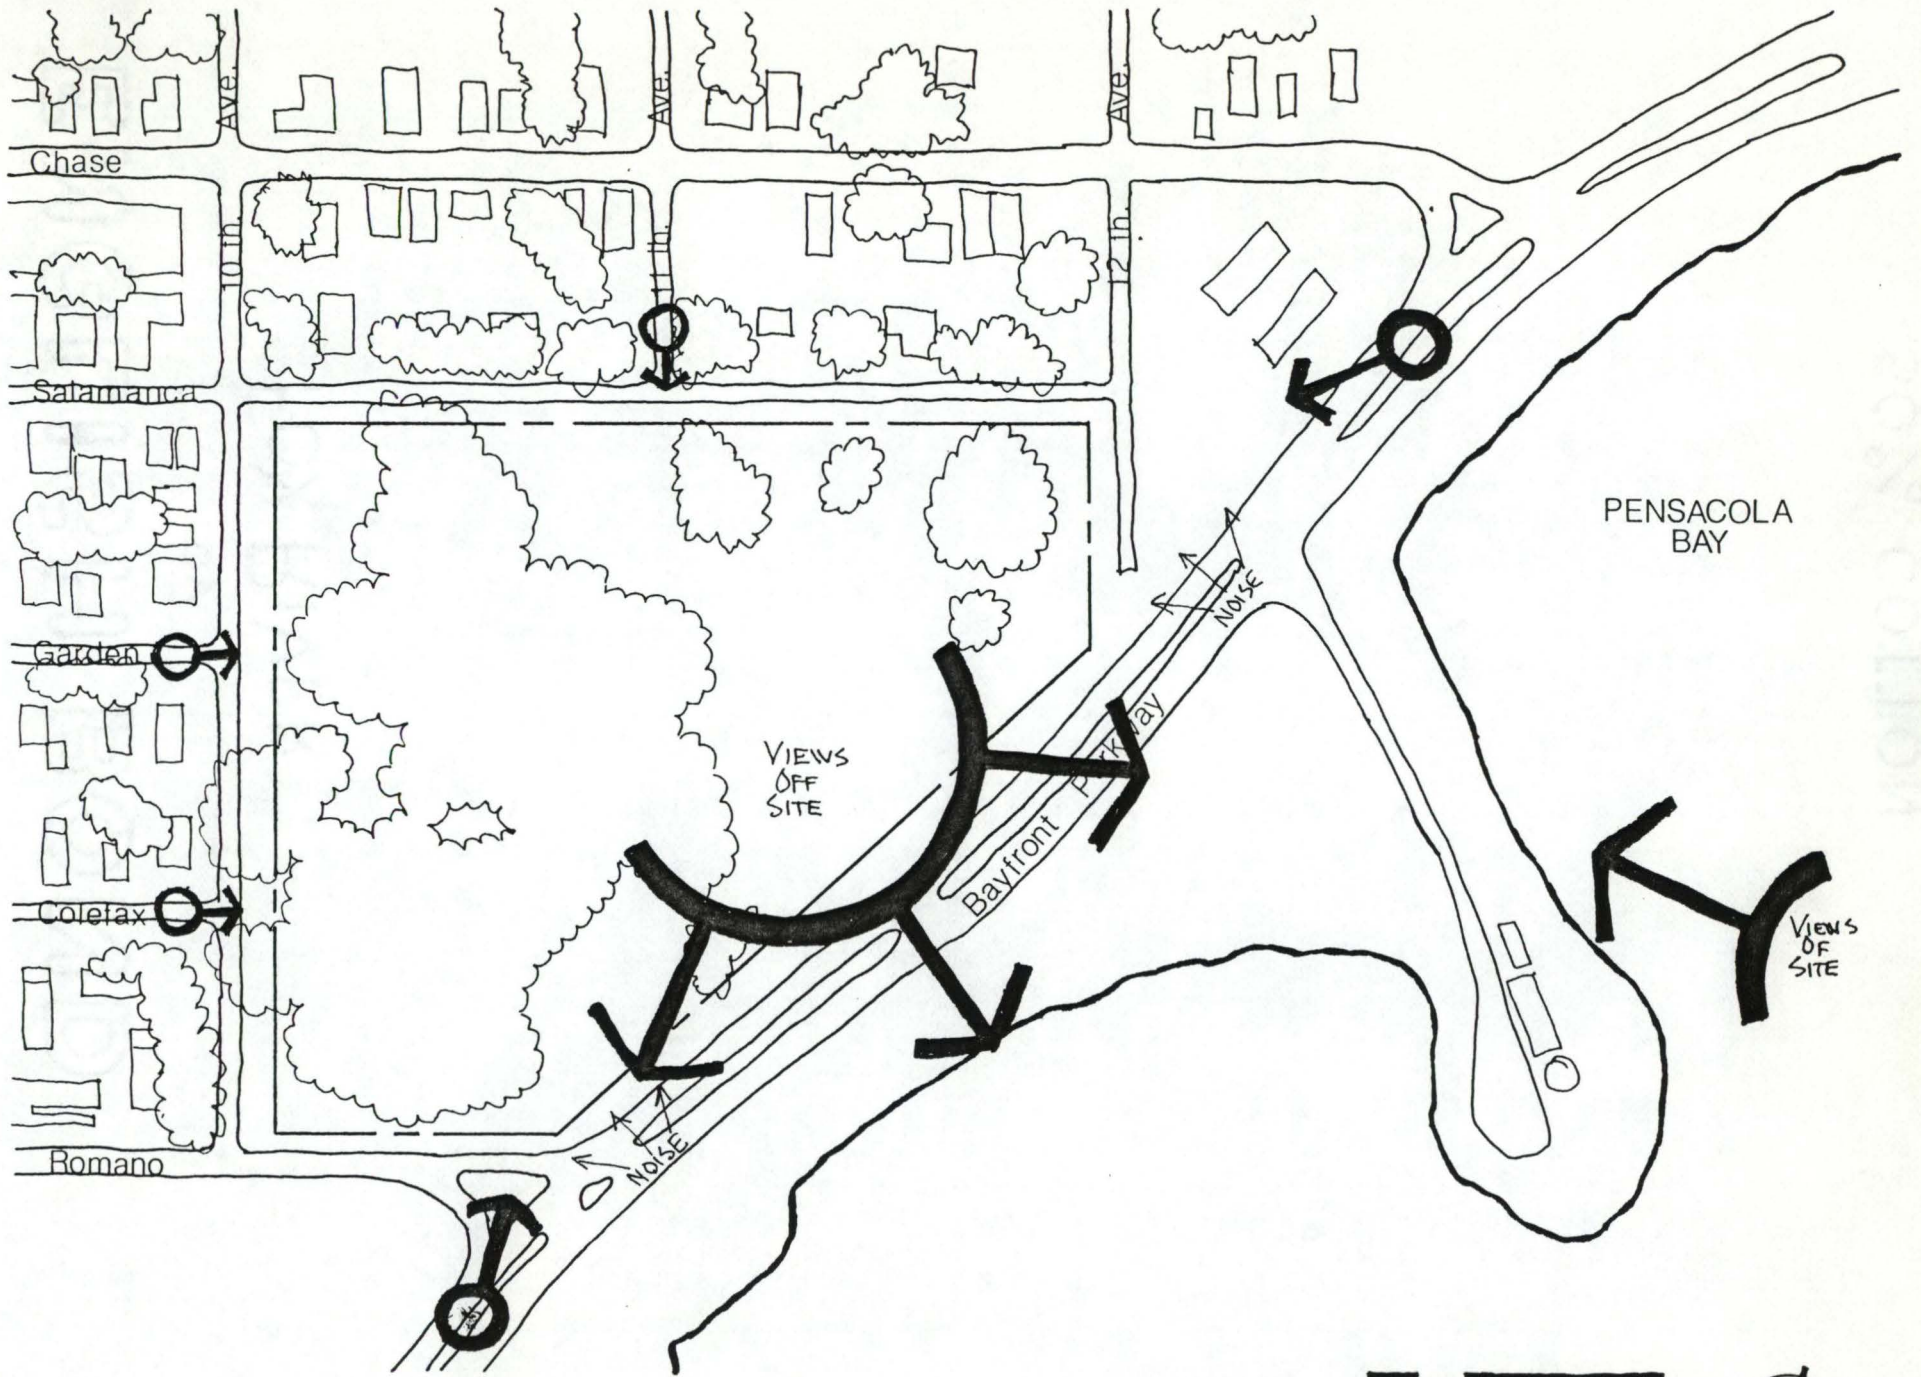 Ave.
Ave.
Ave.
Chase
10 th.
11 th.
12 th.
Salamanca
PENSACOLA
BAY
NOISE
Garden
Bayfront Parkway
VIEWS
OFF
SITE
Colefax
VIEWS
OF
SITE
NOISE
Romano